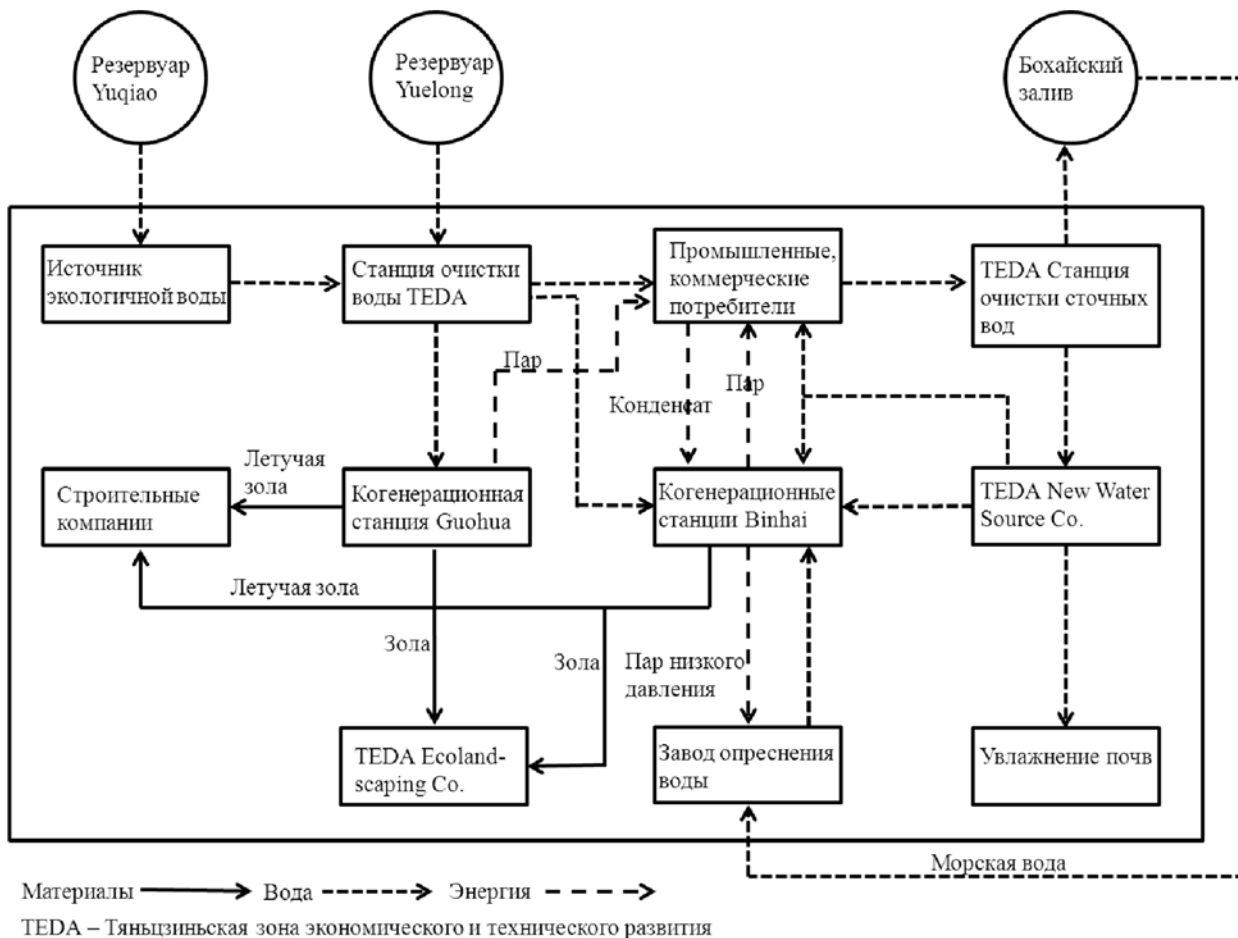 Резервуар
Yuqiao
Резервуар
Yuelong
Бохайский
залив
Источник
экологичной воды
Станция очистки
воды TEDA
Промышленные,
коммерческие
потребители
TEDA Станция
очистки сточных
вод
Пар
Пар
Конденсат
Летучая
зола
Строительные
компании
Когенерационная
станция Guohua
Когенерационные
станции Binhai
TEDA New Water
Source Co.
Летучая зола
Зола
Зола
Пар низкого
давления
TEDA Ecoland-
scaping Co.
Завод опреснения
воды
Увлажнение почв
Морская вода
Материалы Вода Энергия
TEDA – Тяньцзиньская зона экономического и технического развития